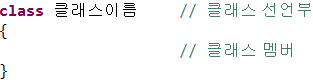 class 클래스이름 // 클래스 선언부
{
// 클래스 멤버
}